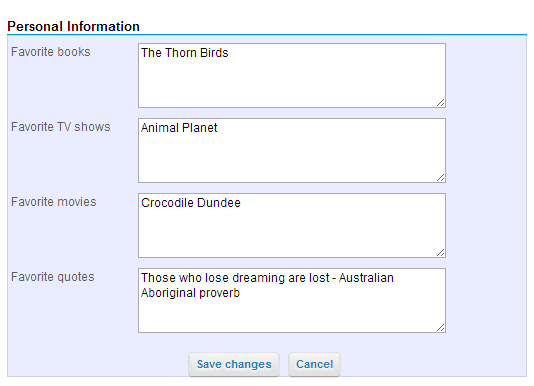 Personal Information
Favorite books
The Thorn Birds
Favorite TV shows
Animal Planet
Favorite movies
Crocodile Dundee
Favorite quotes
Those who lose dreaming are lost - Australian
Aboriginal proverb
Save changes
Cancel